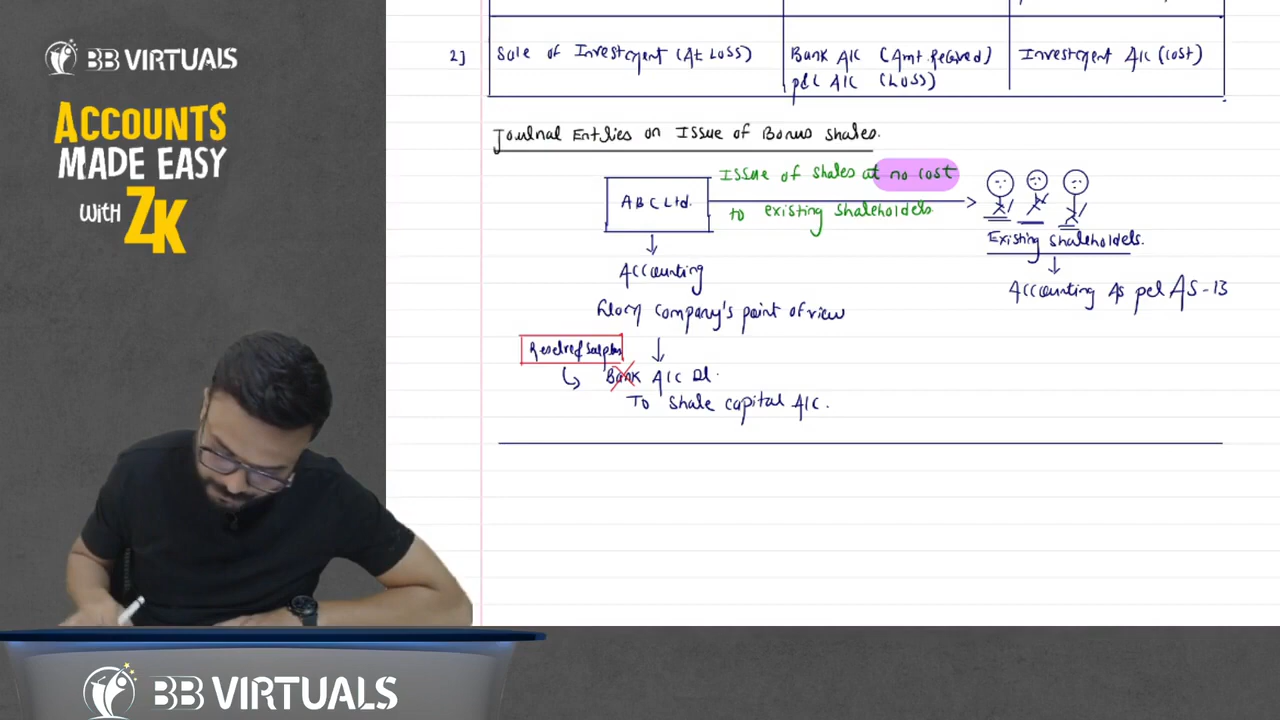 BB VIRTUALS
ACCOUNTS
MADE EASY
with ZK
2] Sale of Investment (At Loss) Bank A/C (Amt. Received) Investment A/C (cost)
P&L A/C (Loss)
Journal Entries on Issue of Bonus shares.
Issue of shares at no cost
ABC Ltd.
to existing shareholders.
Existing shareholders.
Accounting
Accounting As per AS-13
from company's point of view
Reserve & Surplus
Bank A/C Dr.
To Share capital A/C.
BB VIRTUALS